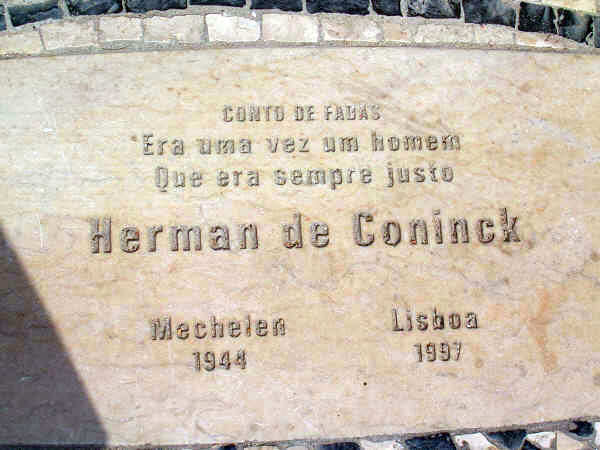 CONTO DE FADAS
"Era uma vez um homem
Que era sempre justo
Herman de Coninck
Mechelen Lisboa
1944 1997